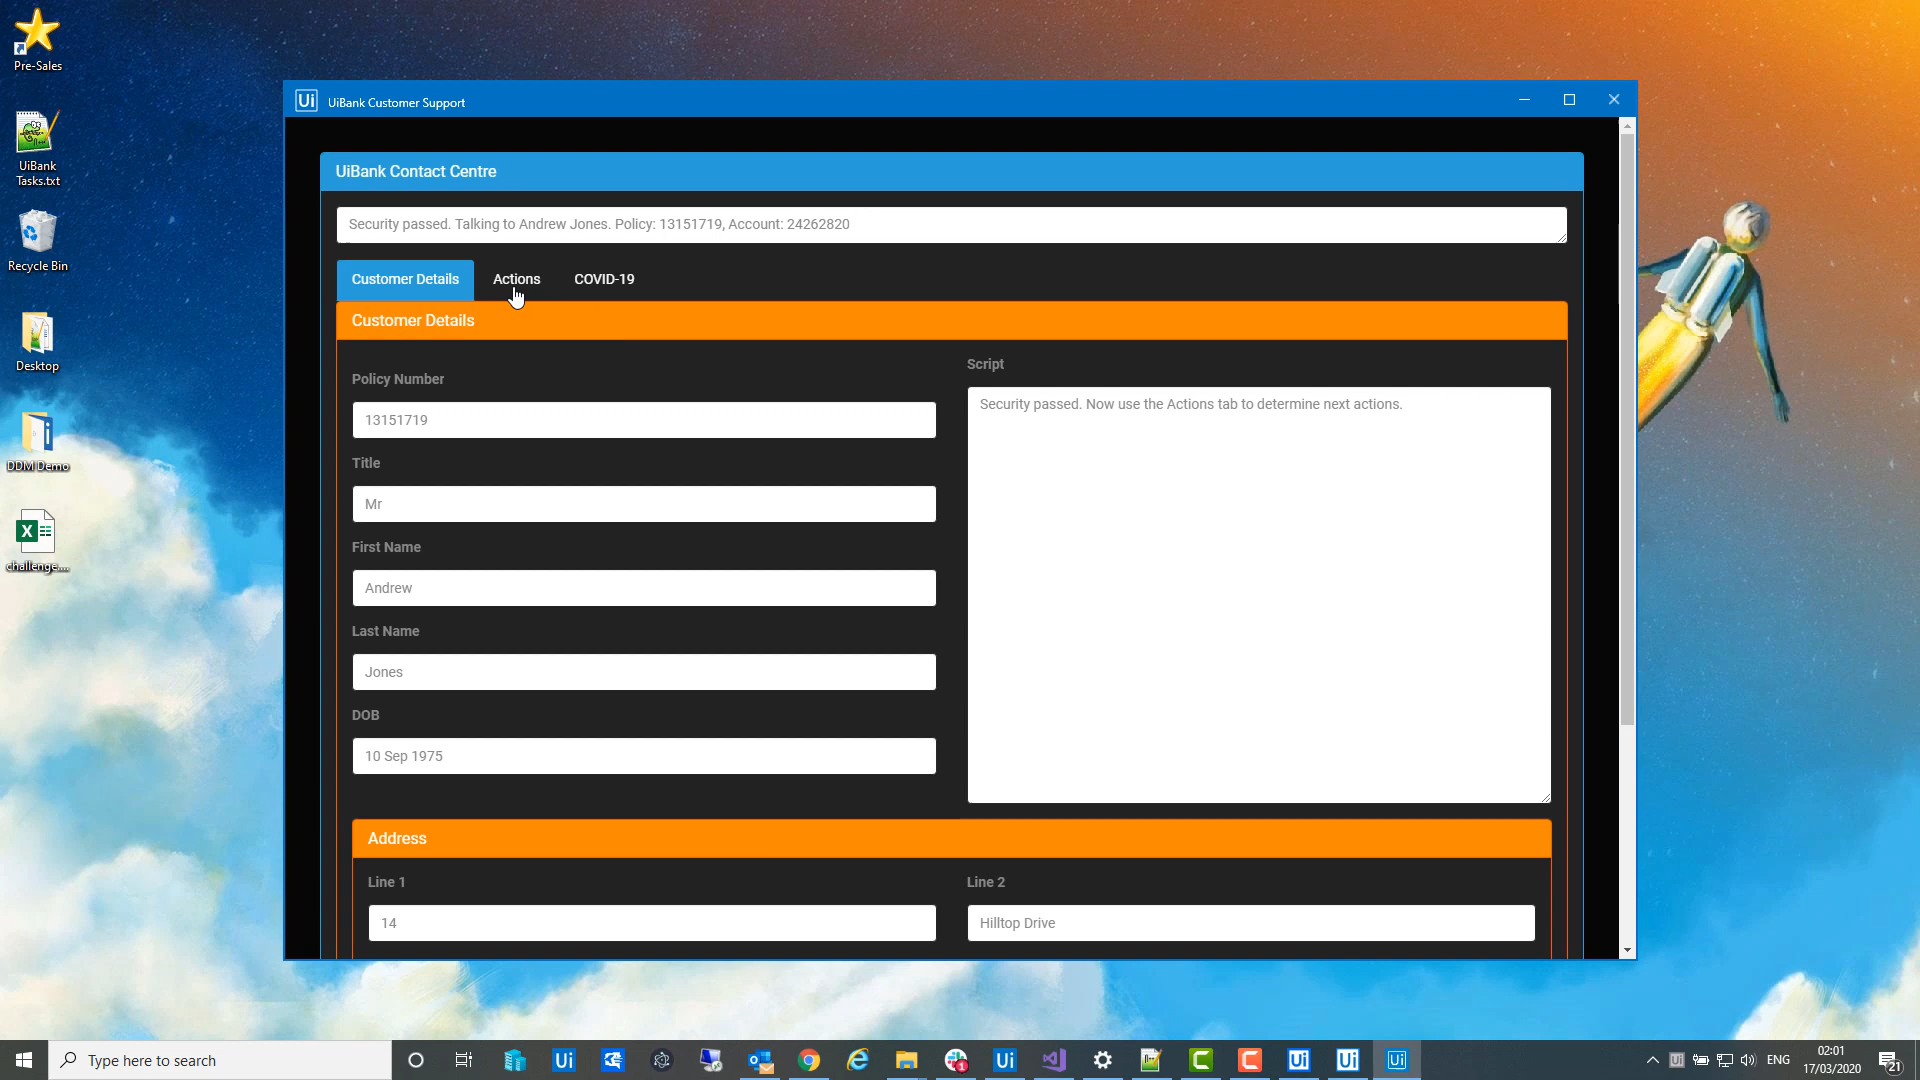 Pre-Sales
UiBank
Tasks.txt
Recycle Bin
Desktop
DDM Demo
challenge....
Ui UiBank Customer Support
UiBank Contact Centre
Security passed. Talking to Andrew Jones. Policy: 13151719, Account: 24262820
Customer Details Actions COVID-19
Customer Details
Policy Number
13151719
Title
Mr
First Name
Andrew
Last Name
Jones
DOB
10 Sep 1975
Script
Security passed. Now use the Actions tab to determine next actions.
Address
Line 1
14
Line 2
Hilltop Drive
Type here to search
ENG
02:01
17/03/2020
21